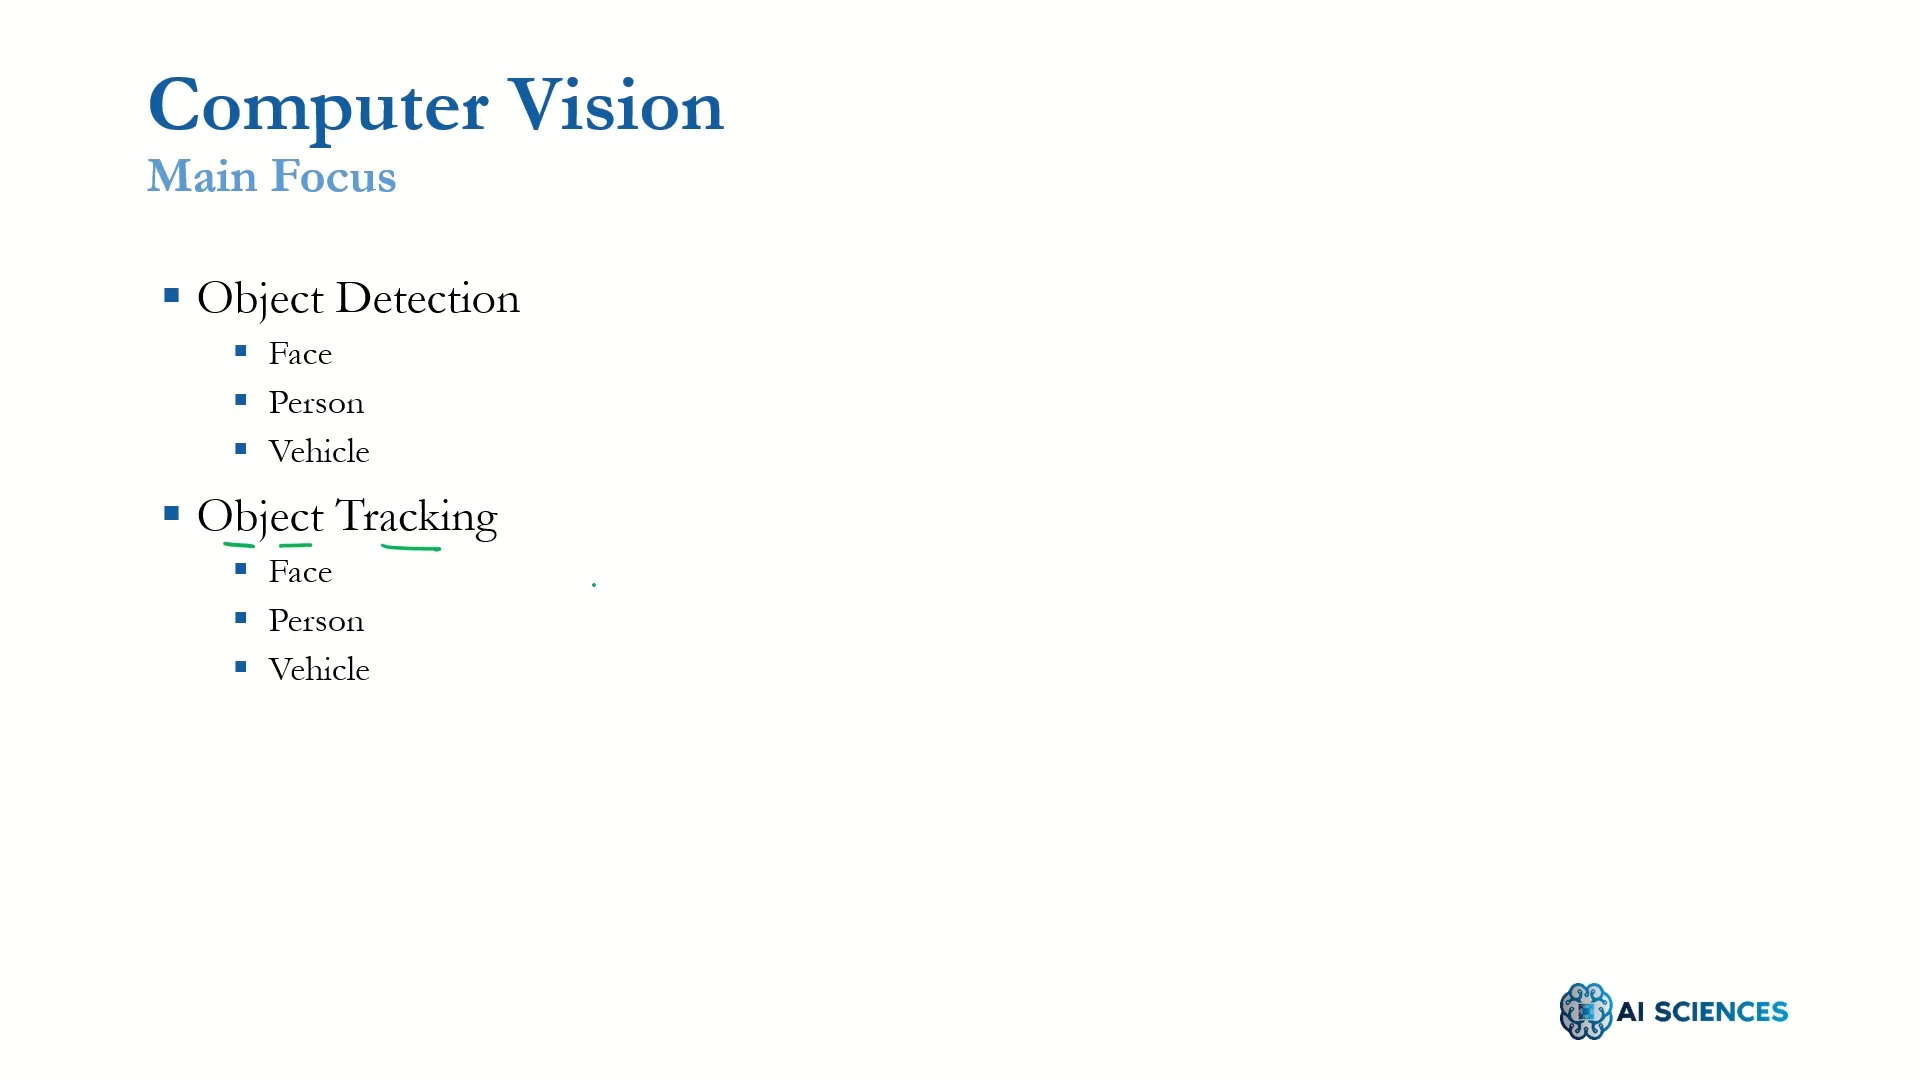 Computer Vision
Main Focus
Object Detection
Face
Person
Vehicle
Object Tracking
Face
Person
Vehicle
AI SCIENCES